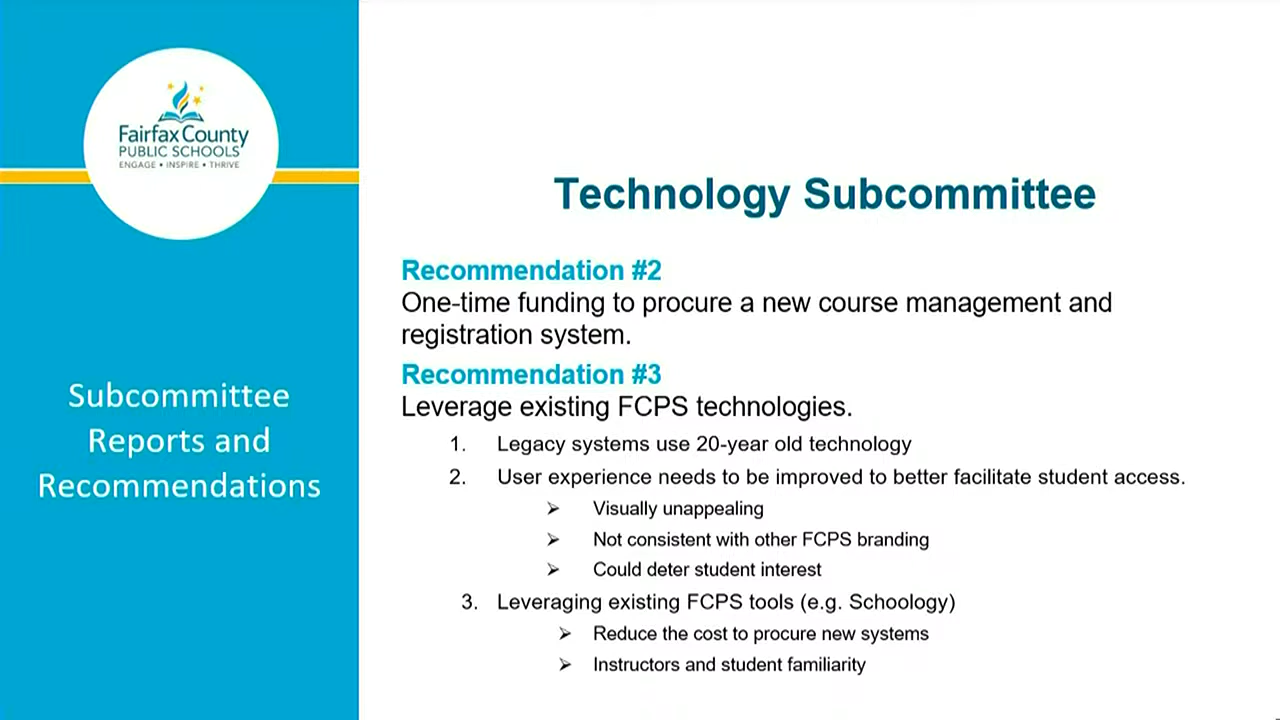 Fairfax County
PUBLIC SCHOOLS
ENGAGE • INSPIRE • THRIVE
Subcommittee
Reports and
Recommendations
Technology Subcommittee
Recommendation #2
One-time funding to procure a new course management and
registration system.
Recommendation #3
Leverage existing FCPS technologies.
1. Legacy systems use 20-year old technology
2. User experience needs to be improved to better facilitate student access.
➢ Visually unappealing
➢ Not consistent with other FCPS branding
➢ Could deter student interest
3. Leveraging existing FCPS tools (e.g. Schoology)
➢ Reduce the cost to procure new systems
➢ Instructors and student familiarity